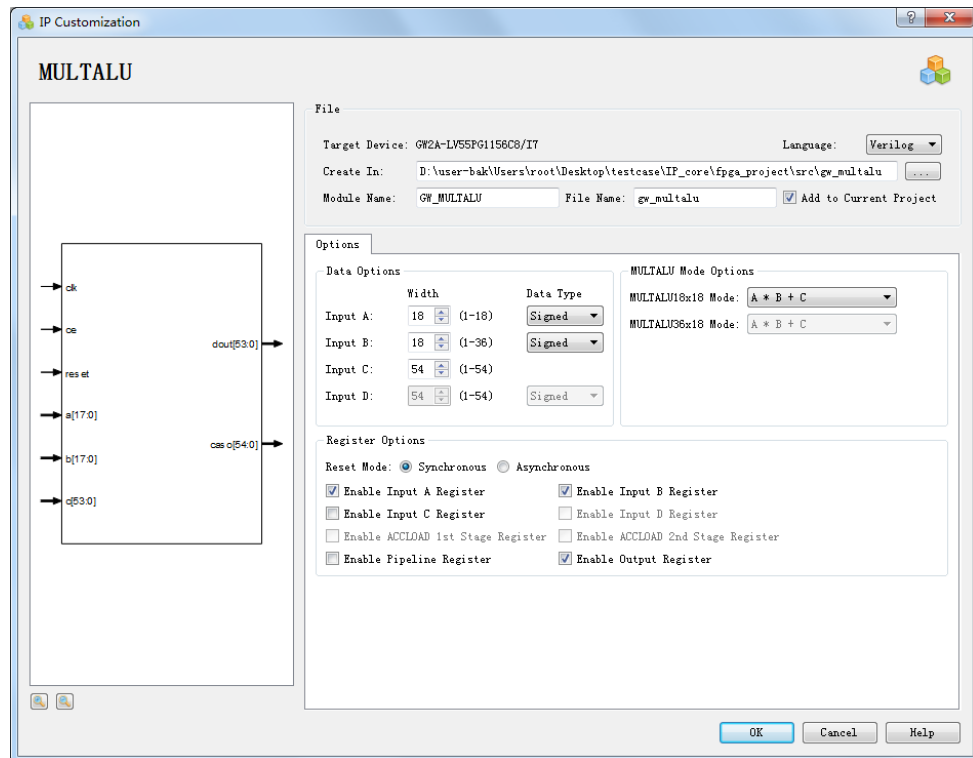 IP Customization
MULTALU
clk
ce
reset
a[17:0]
b[17:0]
c[53:0]
dout[53:0]
caso[54:0]
File
Target Device: GW2A-LV55PG1156C8/I7 Language: Verilog
Create In: D:\user-bak\Users\root\Desktop\testcase\IP_core\fpga_project\src\gw_multalu ...
Module Name: GW_MULTALU File Name: gw_multalu Add to Current Project
Options
Data Options
Width Data Type
Input A: 18 (1-18) Signed
Input B: 18 (1-36) Signed
Input C: 54 (1-54)
Input D: 54 (1-54) Signed
MULTALU Mode Options
MULTALU18x18 Mode: A * B + C
MULTALU36x18 Mode: A * B + C
Register Options
Reset Mode: Synchronous Asynchronous
Enable Input A Register Enable Input B Register
Enable Input C Register Enable Input D Register
Enable ACCLOAD 1st Stage Register Enable ACCLOAD 2nd Stage Register
Enable Pipeline Register Enable Output Register
OK Cancel Help